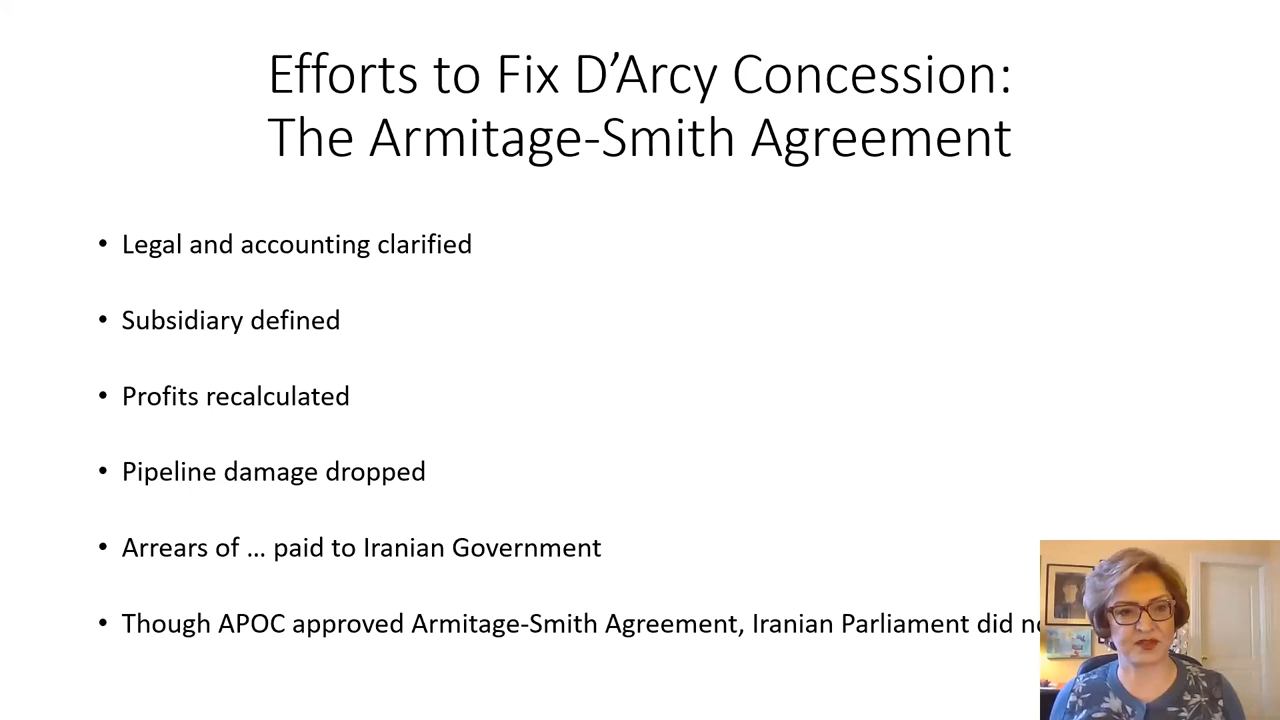 Efforts to Fix D’Arcy Concession:
The Armitage-Smith Agreement
• Legal and accounting clarified
• Subsidiary defined
• Profits recalculated
• Pipeline damage dropped
• Arrears of … paid to Iranian Government
• Though APOC approved Armitage-Smith Agreement, Iranian Parliament did